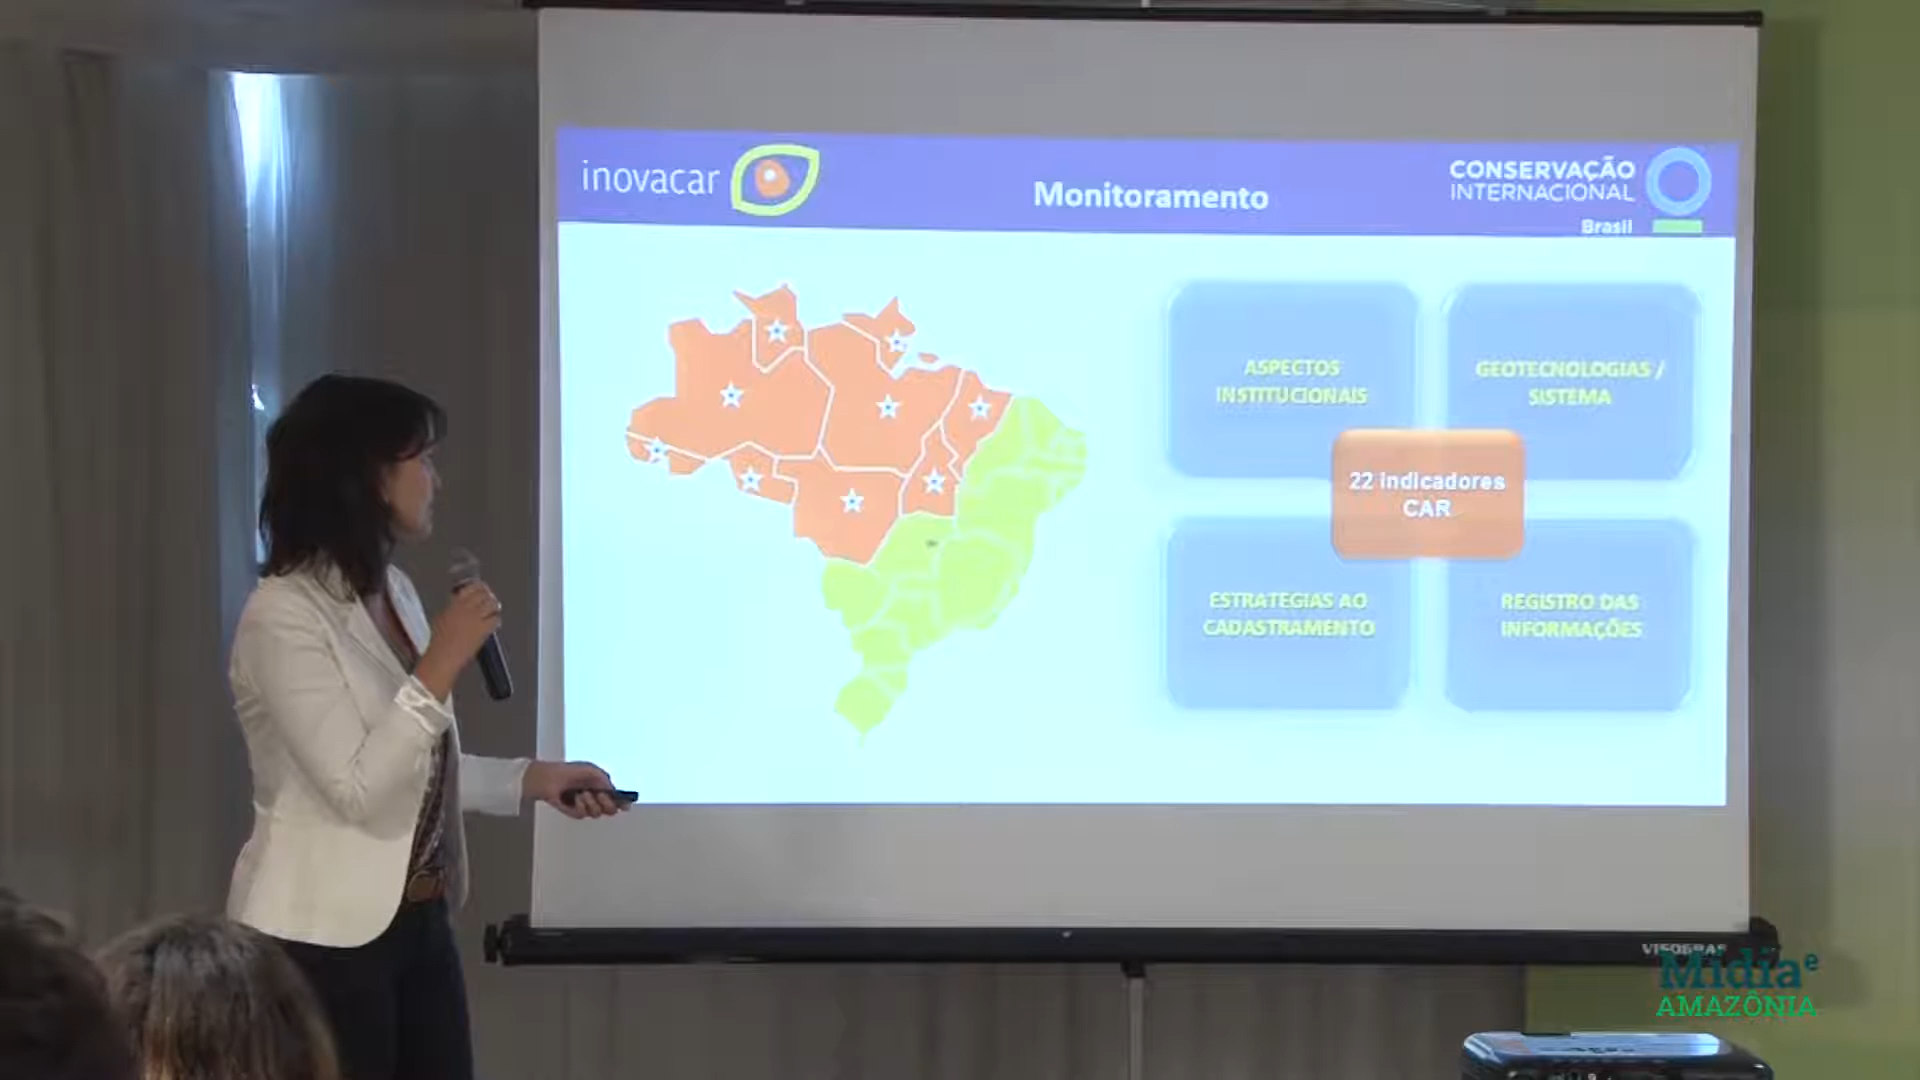 inovacar
Monitoramento
CONSERVAÇÃO
INTERNACIONAL
Brasil
ASPECTOS
INSTITUCIONAIS
GEOTECNOLOGIAS /
SISTEMA
22 indicadores
CAR
ESTRATEGIAS AO
CADASTRAMENTO
REGISTRO DAS
INFORMAÇÕES
VISOGRAF
Mídia e
AMAZÔNIA